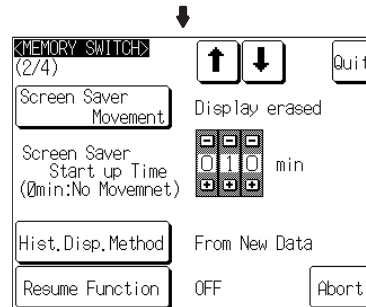 <MEMORY SWITCH>
(2/4)
Quit
Screen Saver
Movement
Display erased
Screen Saver
Start up Time
(0min:No Movemnet)
010 min
Hist.Disp.Method
From New Data
Resume Function
OFF
Abort